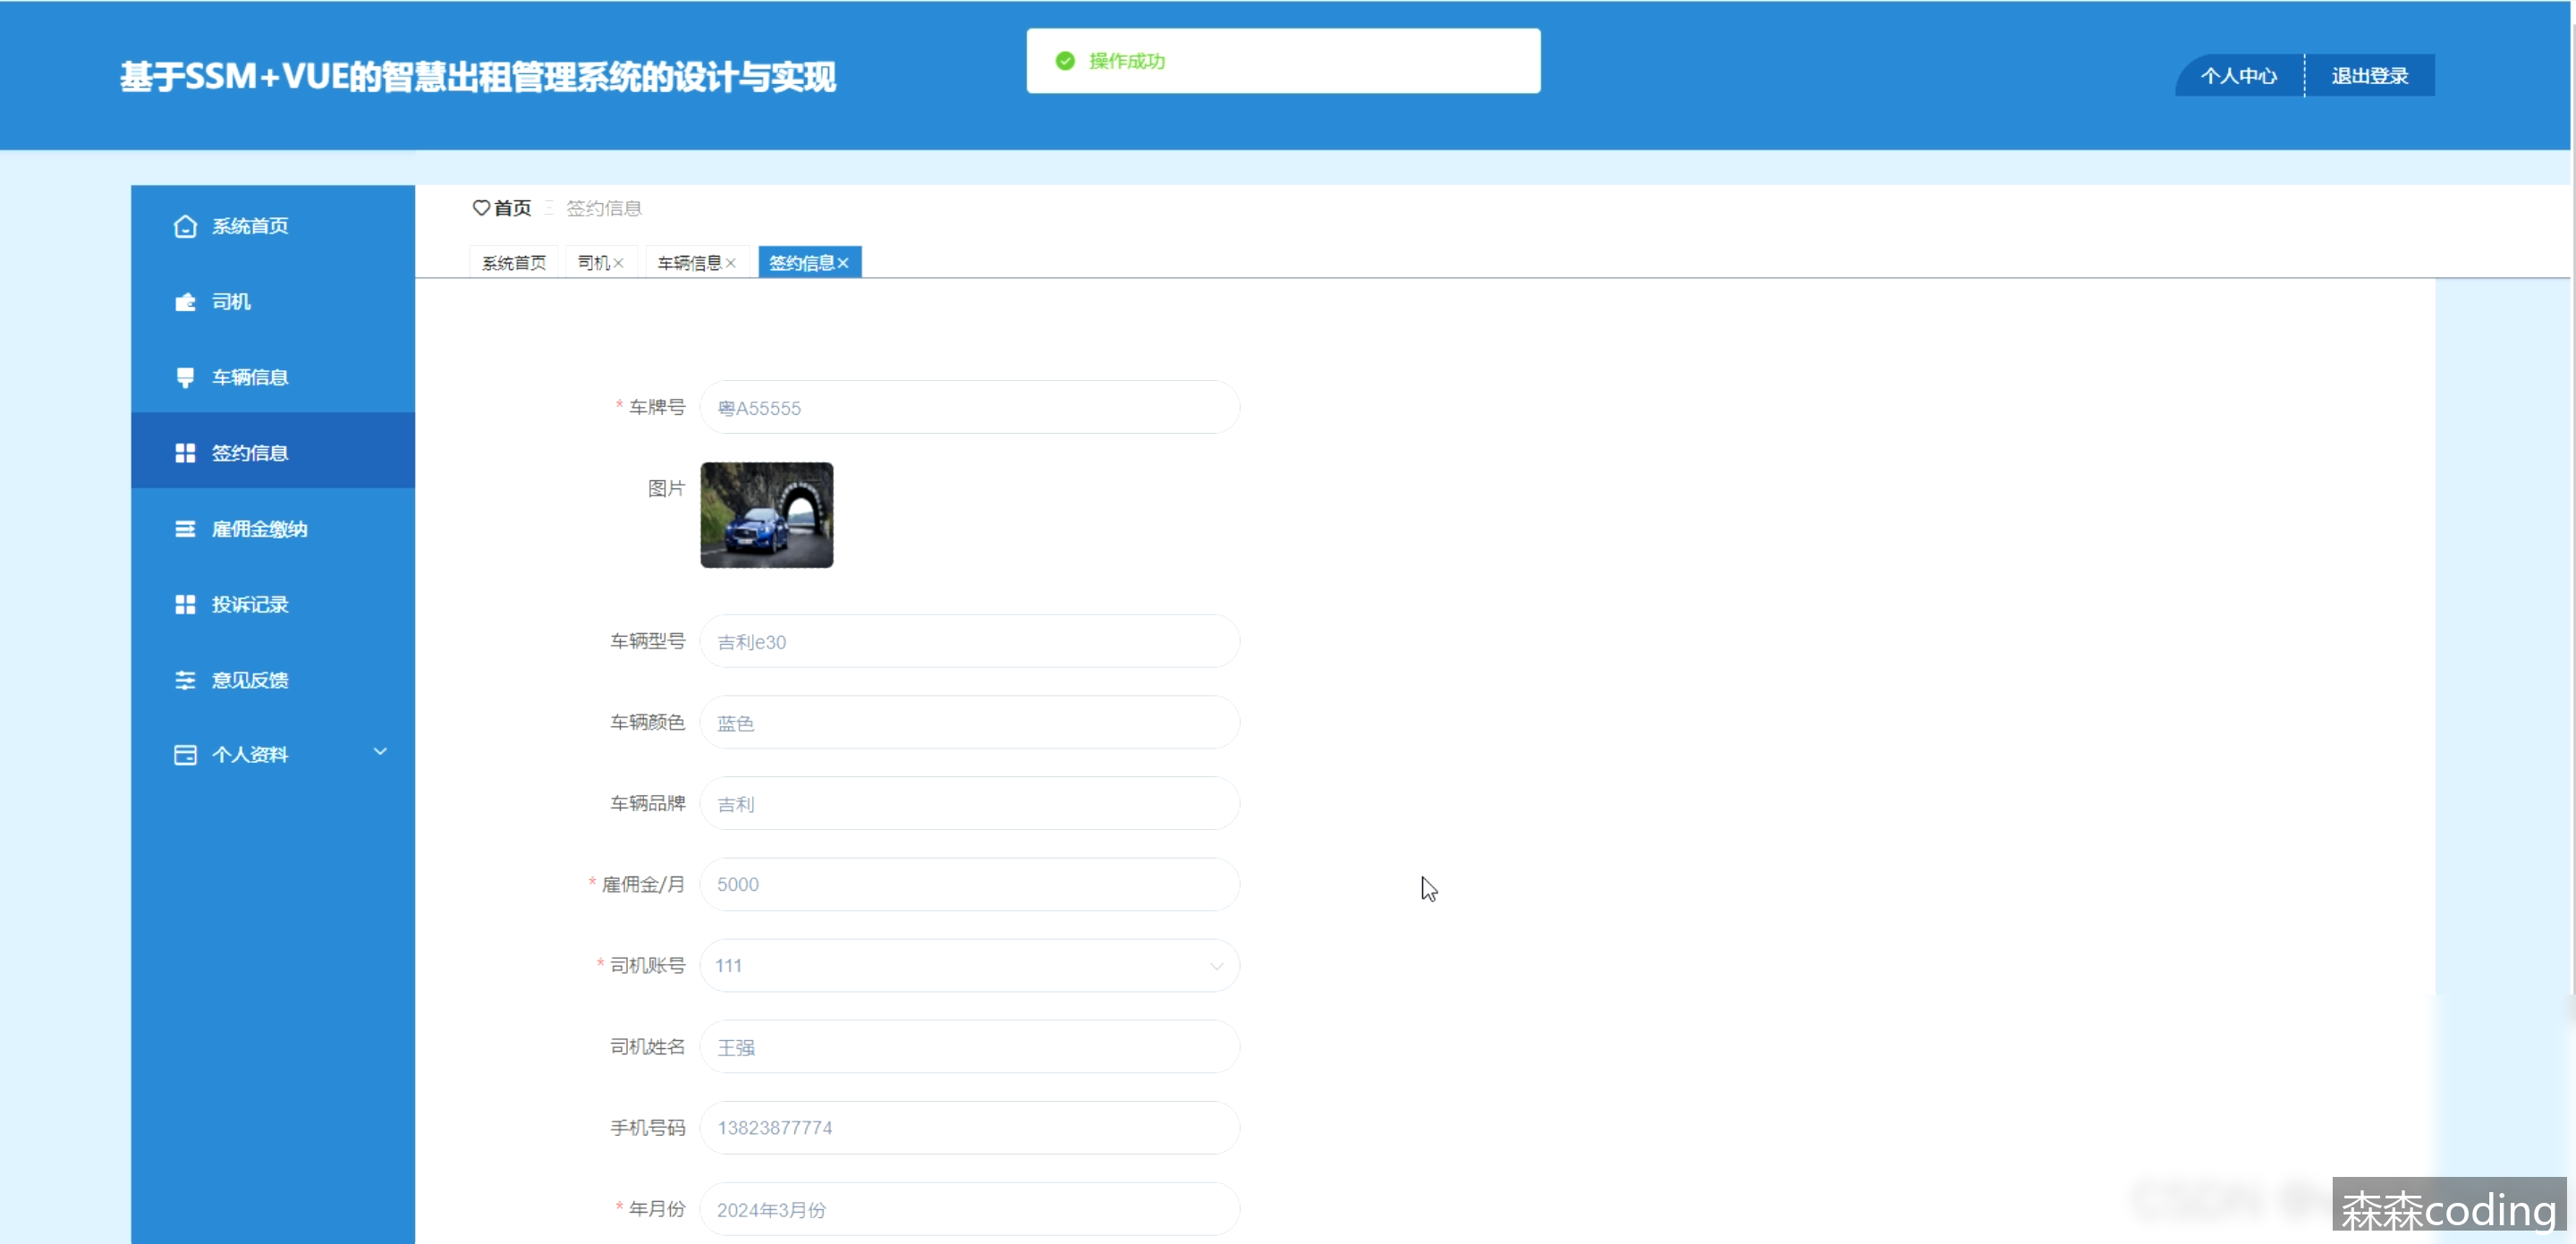 基于SSM+VUE的智慧出租管理系统的设计与实现
操作成功
个人中心
退出登录
系统首页
司机
车辆信息
签约信息
雇佣金缴纳
投诉记录
意见反馈
个人资料
首页 签约信息
系统首页 司机 车辆信息 签约信息
* 车牌号 粤A55555
图片
车辆型号 吉利e30
车辆颜色 蓝色
车辆品牌 吉利
* 雇佣金/月 5000
* 司机账号 111
司机姓名 王强
手机号码 13823877774
* 年月份 2024年3月份
CSDN
森森coding